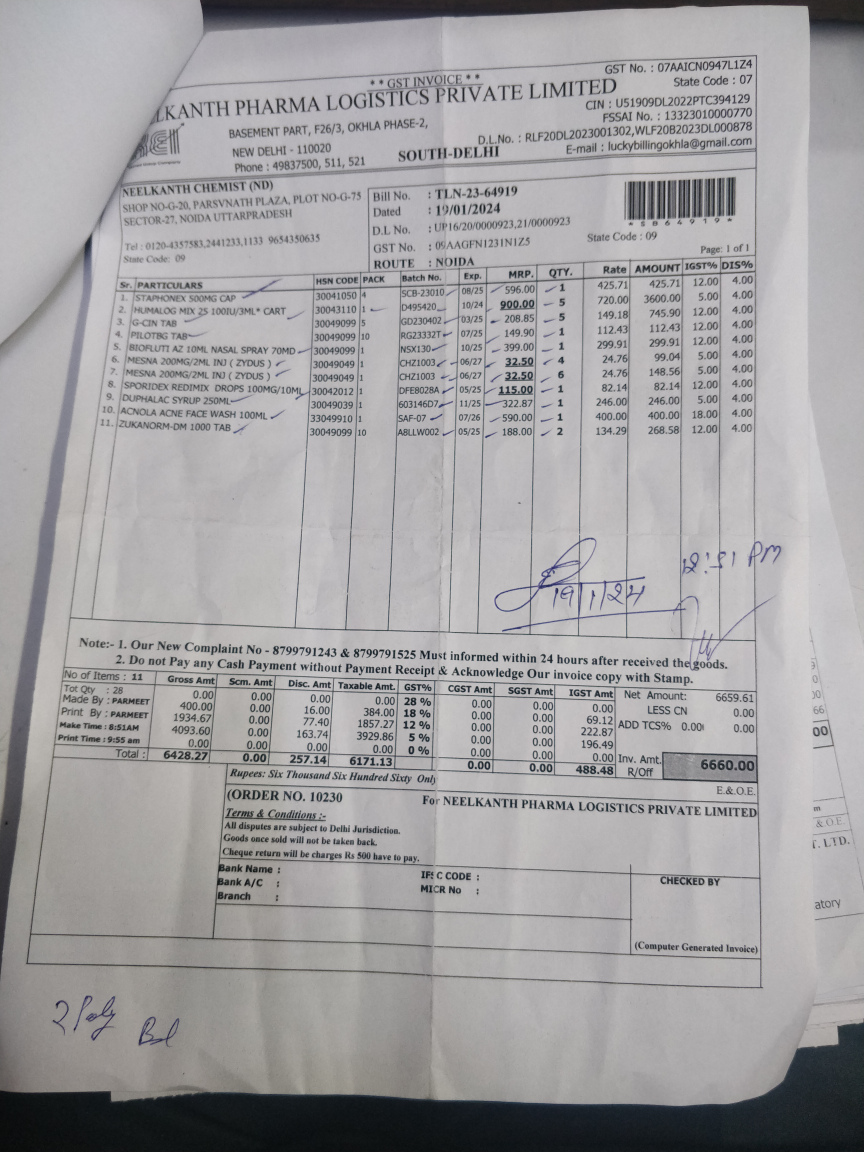 * * GST INVOICE * *
GST No. : 07AAICN0947L1Z4
State Code : 07
LKANTH PHARMA LOGISTICS PRIVATE LIMITED
CIN : U51909DL2022PTC394129
FSSAI No. : 13323010000770
BASEMENT PART, F26/3, OKHLA PHASE-2,
D.L.No. : RLF20DL2023001302,WLF20B2023DL000878
NEW DELHI - 110020
SOUTH-DELHI
E-mail : luckybillingokhla@gmail.com
Phone : 49837500, 511, 521
NEELKANTH CHEMIST (ND)
SHOP NO-G-20, PARSVNATH PLAZA, PLOT NO-G-75
SECTOR-27, NOIDA UTTARPRADESH
Tel : 0120-4357583,2441233,1133 9654350635
State Code: 09
Bill No. : TLN-23-64919
Dated : 19/01/2024
D.L. No. : UP16/20/0000923,21/0000923
GST No. : 09AAGFN1231N1Z5
State Code : 09
ROUTE : NOIDA
*S64919*
Page: 1 of 1
Sr. PARTICULARS HSN CODE PACK Batch No. Exp. MRP. QTY. Rate AMOUNT IGST% DIS%
1. STAPHONEX 500MG CAP 30041050 4 SCB-23010 08/25 596.00 1 425.71 425.71 12.00 4.00
2. HUMALOG MIX 25 100IU/3ML* CART 30043110 1 D495420 10/24 900.00 5 720.00 3600.00 5.00 4.00
3. G-CIN TAB 30049099 5 GD230402 03/25 208.85 5 149.18 745.90 12.00 4.00
4. PILOTBG TAB 30049099 10 RG23332T 07/25 149.90 1 112.43 112.43 12.00 4.00
5. BIOFLUTI AZ 10ML NASAL SPRAY 70MD 30049099 1 NSX130 10/25 399.00 1 299.91 299.91 12.00 4.00
6. MESNA 200MG/2ML INJ ( ZYDUS ) 30049049 1 CHZ1003 06/27 32.50 4 24.76 99.04 5.00 4.00
7. MESNA 200MG/2ML INJ ( ZYDUS ) 30049049 1 CHZ1003 06/27 32.50 6 24.76 148.56 5.00 4.00
8. SPORIDEX REDIMIX DROPS 100MG/10ML 30042012 1 DFE8028A 05/25 115.00 1 82.14 82.14 12.00 4.00
9. DUPHALAC SYRUP 250ML 30049039 1 603146D7 11/25 322.87 1 246.00 246.00 5.00 4.00
10. ACNOLA ACNE FACE WASH 100ML 33049910 1 SAF-07 07/26 590.00 1 400.00 400.00 18.00 4.00
11. ZUKANORM-DM 1000 TAB 30049099 10 ABLLW002 05/25 188.00 2 134.29 268.58 12.00 4.00
12:51 PM
19/1/24
Note:- 1. Our New Complaint No - 8799791243 & 8799791525 Must informed within 24 hours after received the goods.
2. Do not Pay any Cash Payment without Payment Receipt & Acknowledge Our invoice copy with Stamp.
No of Items : 11
Tot Qty : 28
Made By : PARMEET
Print By : PARMEET
Make Time : 8:51AM
Print Time : 9:55 am
Gross Amt Scm. Amt Disc. Amt Taxable Amt. GST% CGST Amt SGST Amt IGST Amt
0.00 0.00 0.00 0.00 28 % 0.00 0.00 0.00
400.00 0.00 16.00 384.00 18 % 0.00 0.00 69.12
1934.67 0.00 77.40 1857.27 12 % 0.00 0.00 222.87
4093.60 0.00 163.74 3929.86 5 % 0.00 0.00 196.49
0.00 0.00 0.00 0.00 0 % 0.00 0.00 0.00
Total : 6428.27 0.00 257.14 6171.13 0.00 0.00 488.48
Net Amount: 6659.61
LESS CN 0.00
ADD TCS% 0.00 0.00
Inv. Amt.
R/Off 6660.00
Rupees: Six Thousand Six Hundred Sixty Only
E.& O.E.
(ORDER NO. 10230
For NEELKANTH PHARMA LOGISTICS PRIVATE LIMITED
Terms & Conditions :-
All disputes are subject to Delhi Jurisdiction.
Goods once sold will not be taken back.
Cheque return will be charges Rs 500 have to pay.
Bank Name :
Bank A/C :
Branch :
IFSC CODE :
MICR No :
CHECKED BY
(Computer Generated Invoice)
66
00
& O.E.
T. LTD.
atory